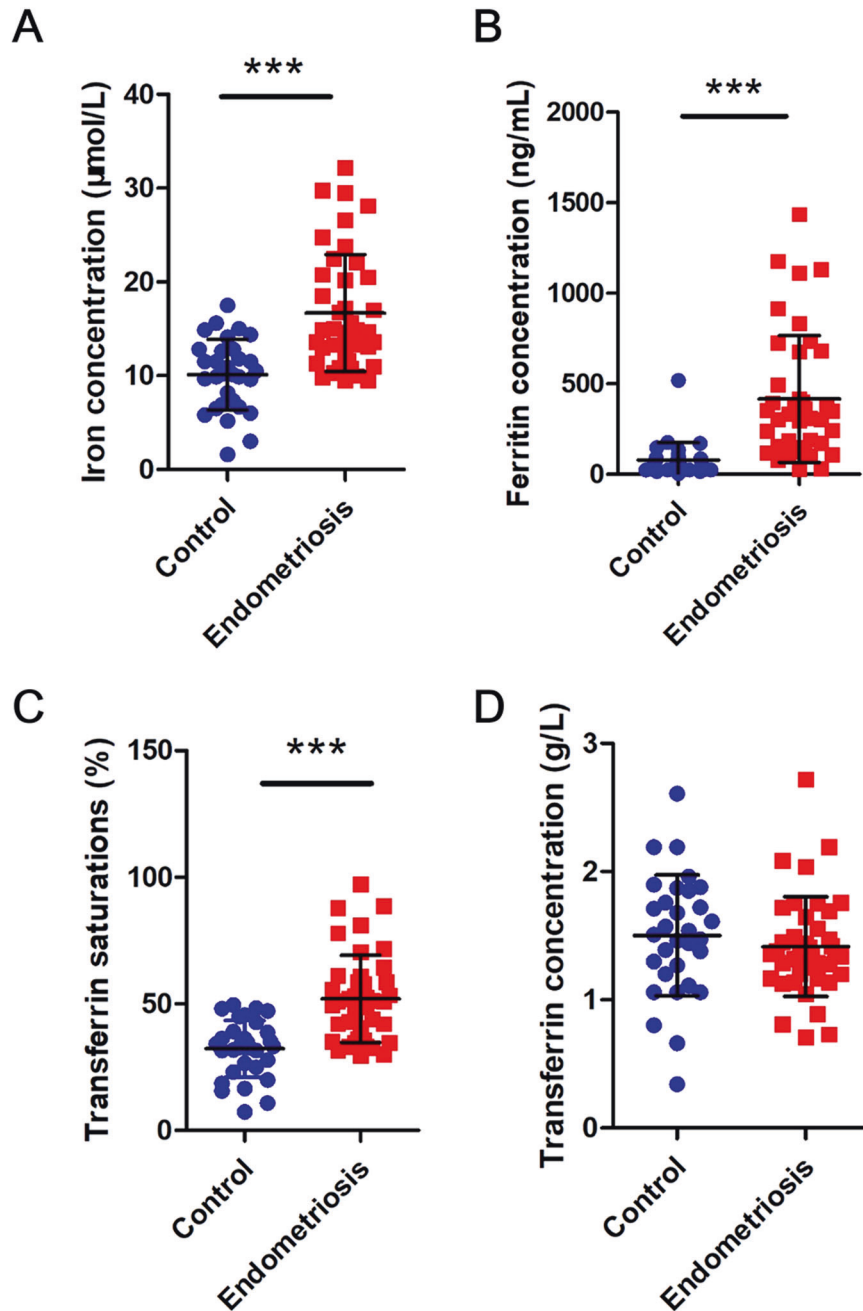 A
***
Iron concentration (µmol/L)
40
30
20
10
0
Control
Endometriosis
B
***
Ferritin concentration (ng/mL)
2000
1500
1000
500
0
Control
Endometriosis
C
***
Transferrin saturations (%)
150
100
50
0
Control
Endometriosis
D
Transferrin concentration (g/L)
3
2
1
0
Control
Endometriosis